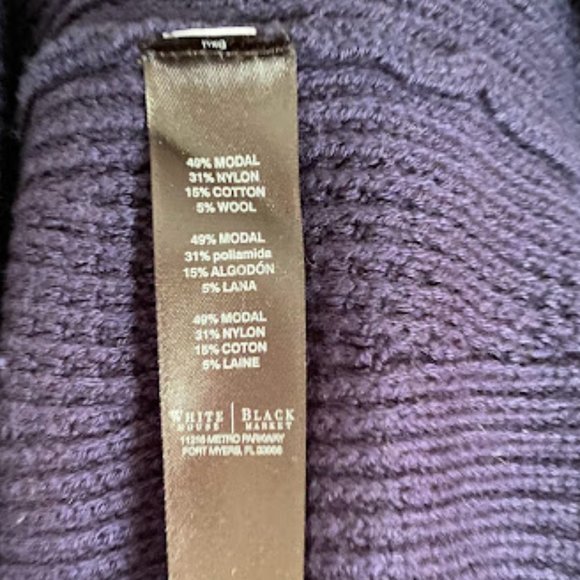 49% MODAL
31% NYLON
15% COTTON
5% WOOL
49% MODAL
31% poliamida
15% ALGODÓN
5% LANA
49% MODAL
31% NYLON
15% COTON
5% LAINE
WHITE | BLACK
HOUSE | MARKET
11215 METRO PARKWAY
FORT MYERS, FL 33966